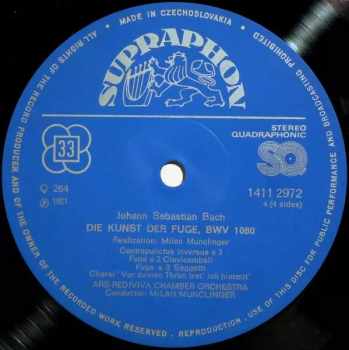 MADE IN CZECHOSLOVAKIA
ALL RIGHTS OF THE RECORD PRODUCER AND OF THE OWNER OF THE RECORDED WORK RESERVED - REPRODUCTION - USE OF THIS DISC FOR PUBLIC PERFORMANCE AND BROADCASTING PROHIBITED
SUPRAPHON
33
STEREO
QUADRAPHONIC
SQ
264
1411 2972
4 (4 sides)
Johann Sebastian Bach
DIE KUNST DER FUGE, BWV 1080
Realization: Milan Munclinger
Contrapunctus inversus a 3
Fuga a 2 Clavicembali
Fuga a 3 Soggetti
Choral "Vor deinen Thron tret' ich hiermit"
ARS REDIVIVA CHAMBER ORCHESTRA
Conductor: MILAN MUNCLINGER